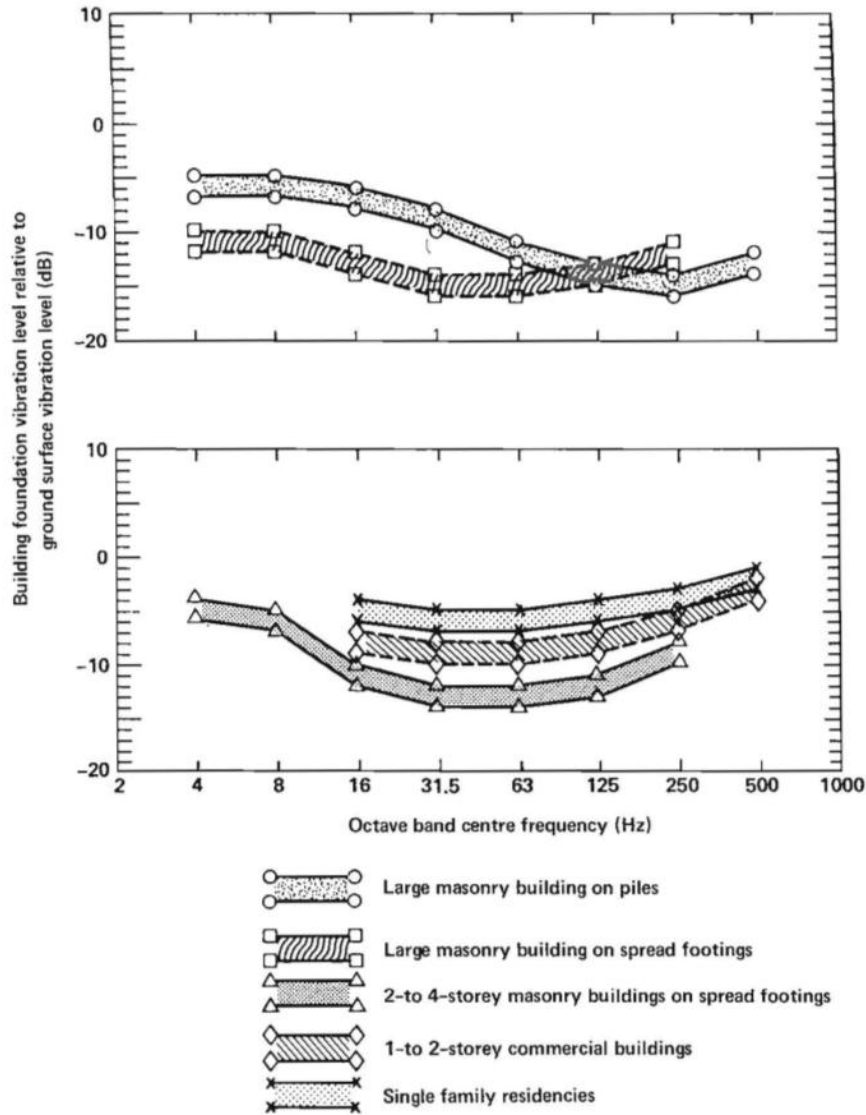 10
0
-10
-20
10
0
-10
-20
2 4 8 16 31.5 63 125 250 500 1000
Building foundation vibration level relative to
ground surface vibration level (dB)
Octave band centre frequency (Hz)
Large masonry building on piles
Large masonry building on spread footings
2-to 4-storey masonry buildings on spread footings
1-to 2-storey commercial buildings
Single family residencies